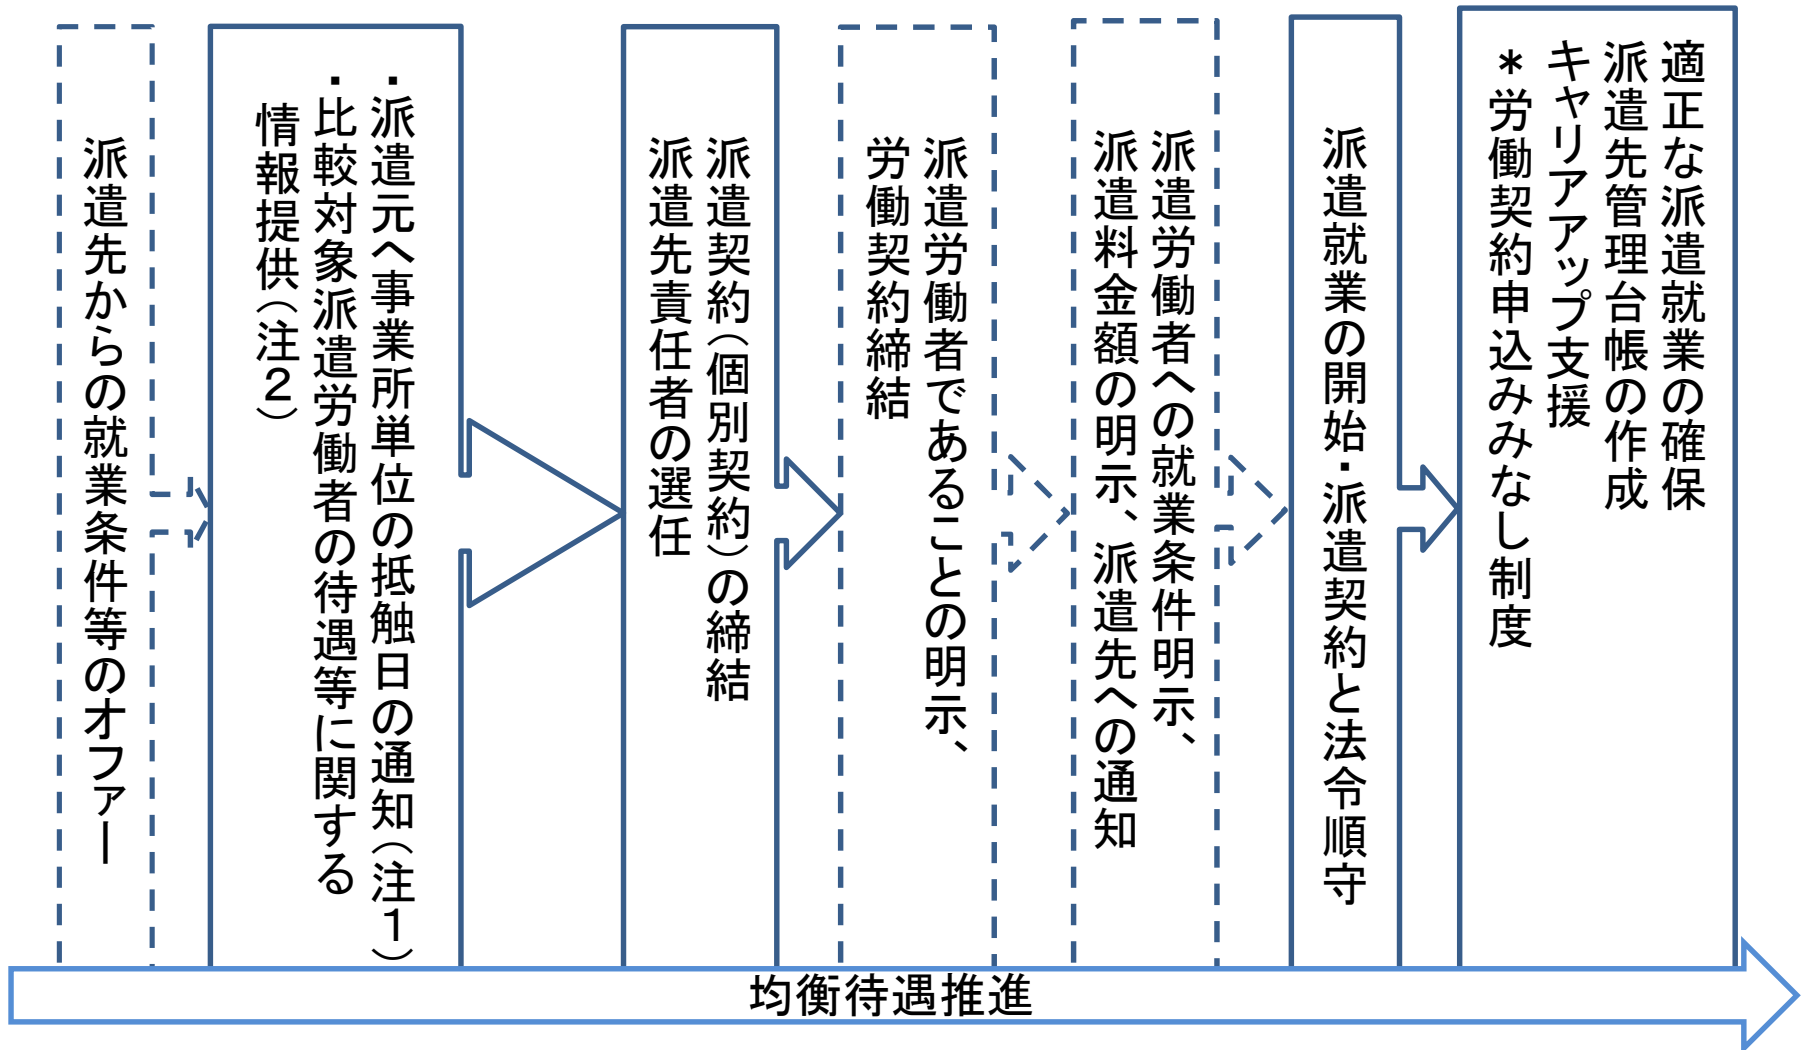 派遣先からの就業条件等のオファー
・派遣元へ事業所単位の抵触日の通知（注１）
・比較対象派遣労働者の待遇等に関する
情報提供（注２）
派遣契約（個別契約）の締結
派遣先責任者の選任
派遣労働者であることの明示、
労働契約締結
派遣労働者への就業条件明示、
派遣料金額の明示、派遣先への通知
派遣就業の開始・派遣契約と法令順守
適正な派遣就業の確保
派遣先管理台帳の作成
キャリアアップ支援
＊労働契約申込みみなし制度
均衡待遇推進